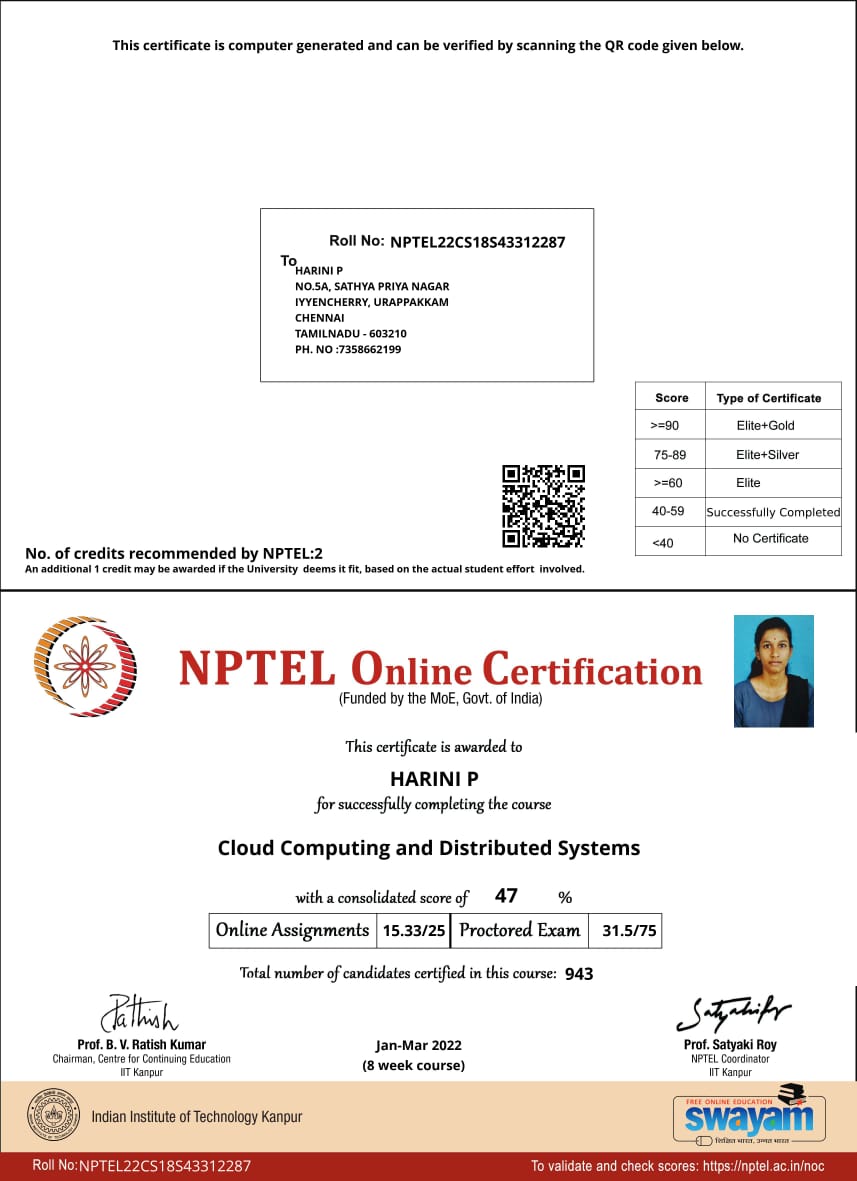 This certificate is computer generated and can be verified by scanning the QR code given below.
Roll No: NPTEL22CS18S43312287
To
HARINI P
NO.5A, SATHYA PRIYA NAGAR
IYYENCHERRY, URAPPAKKAM
CHENNAI
TAMILNADU - 603210
PH. NO :7358662199
Score Type of Certificate
>=90 Elite+Gold
75-89 Elite+Silver
>=60 Elite
40-59 Successfully Completed
<40 No Certificate
No. of credits recommended by NPTEL:2
An additional 1 credit may be awarded if the University deems it fit, based on the actual student effort involved.
NPTEL Online Certification
(Funded by the MoE, Govt. of India)
This certificate is awarded to
HARINI P
for successfully completing the course
Cloud Computing and Distributed Systems
with a consolidated score of 47 %
Online Assignments 15.33/25 Proctored Exam 31.5/75
Total number of candidates certified in this course: 943
Prof. B. V. Ratish Kumar
Chairman, Centre for Continuing Education
IIT Kanpur
Jan-Mar 2022
(8 week course)
Prof. Satyaki Roy
NPTEL Coordinator
IIT Kanpur
Indian Institute of Technology Kanpur
FREE ONLINE EDUCATION
swayam
शिक्षित भारत, उन्नत भारत
Roll No:NPTEL22CS18S43312287
To validate and check scores: https://nptel.ac.in/noc